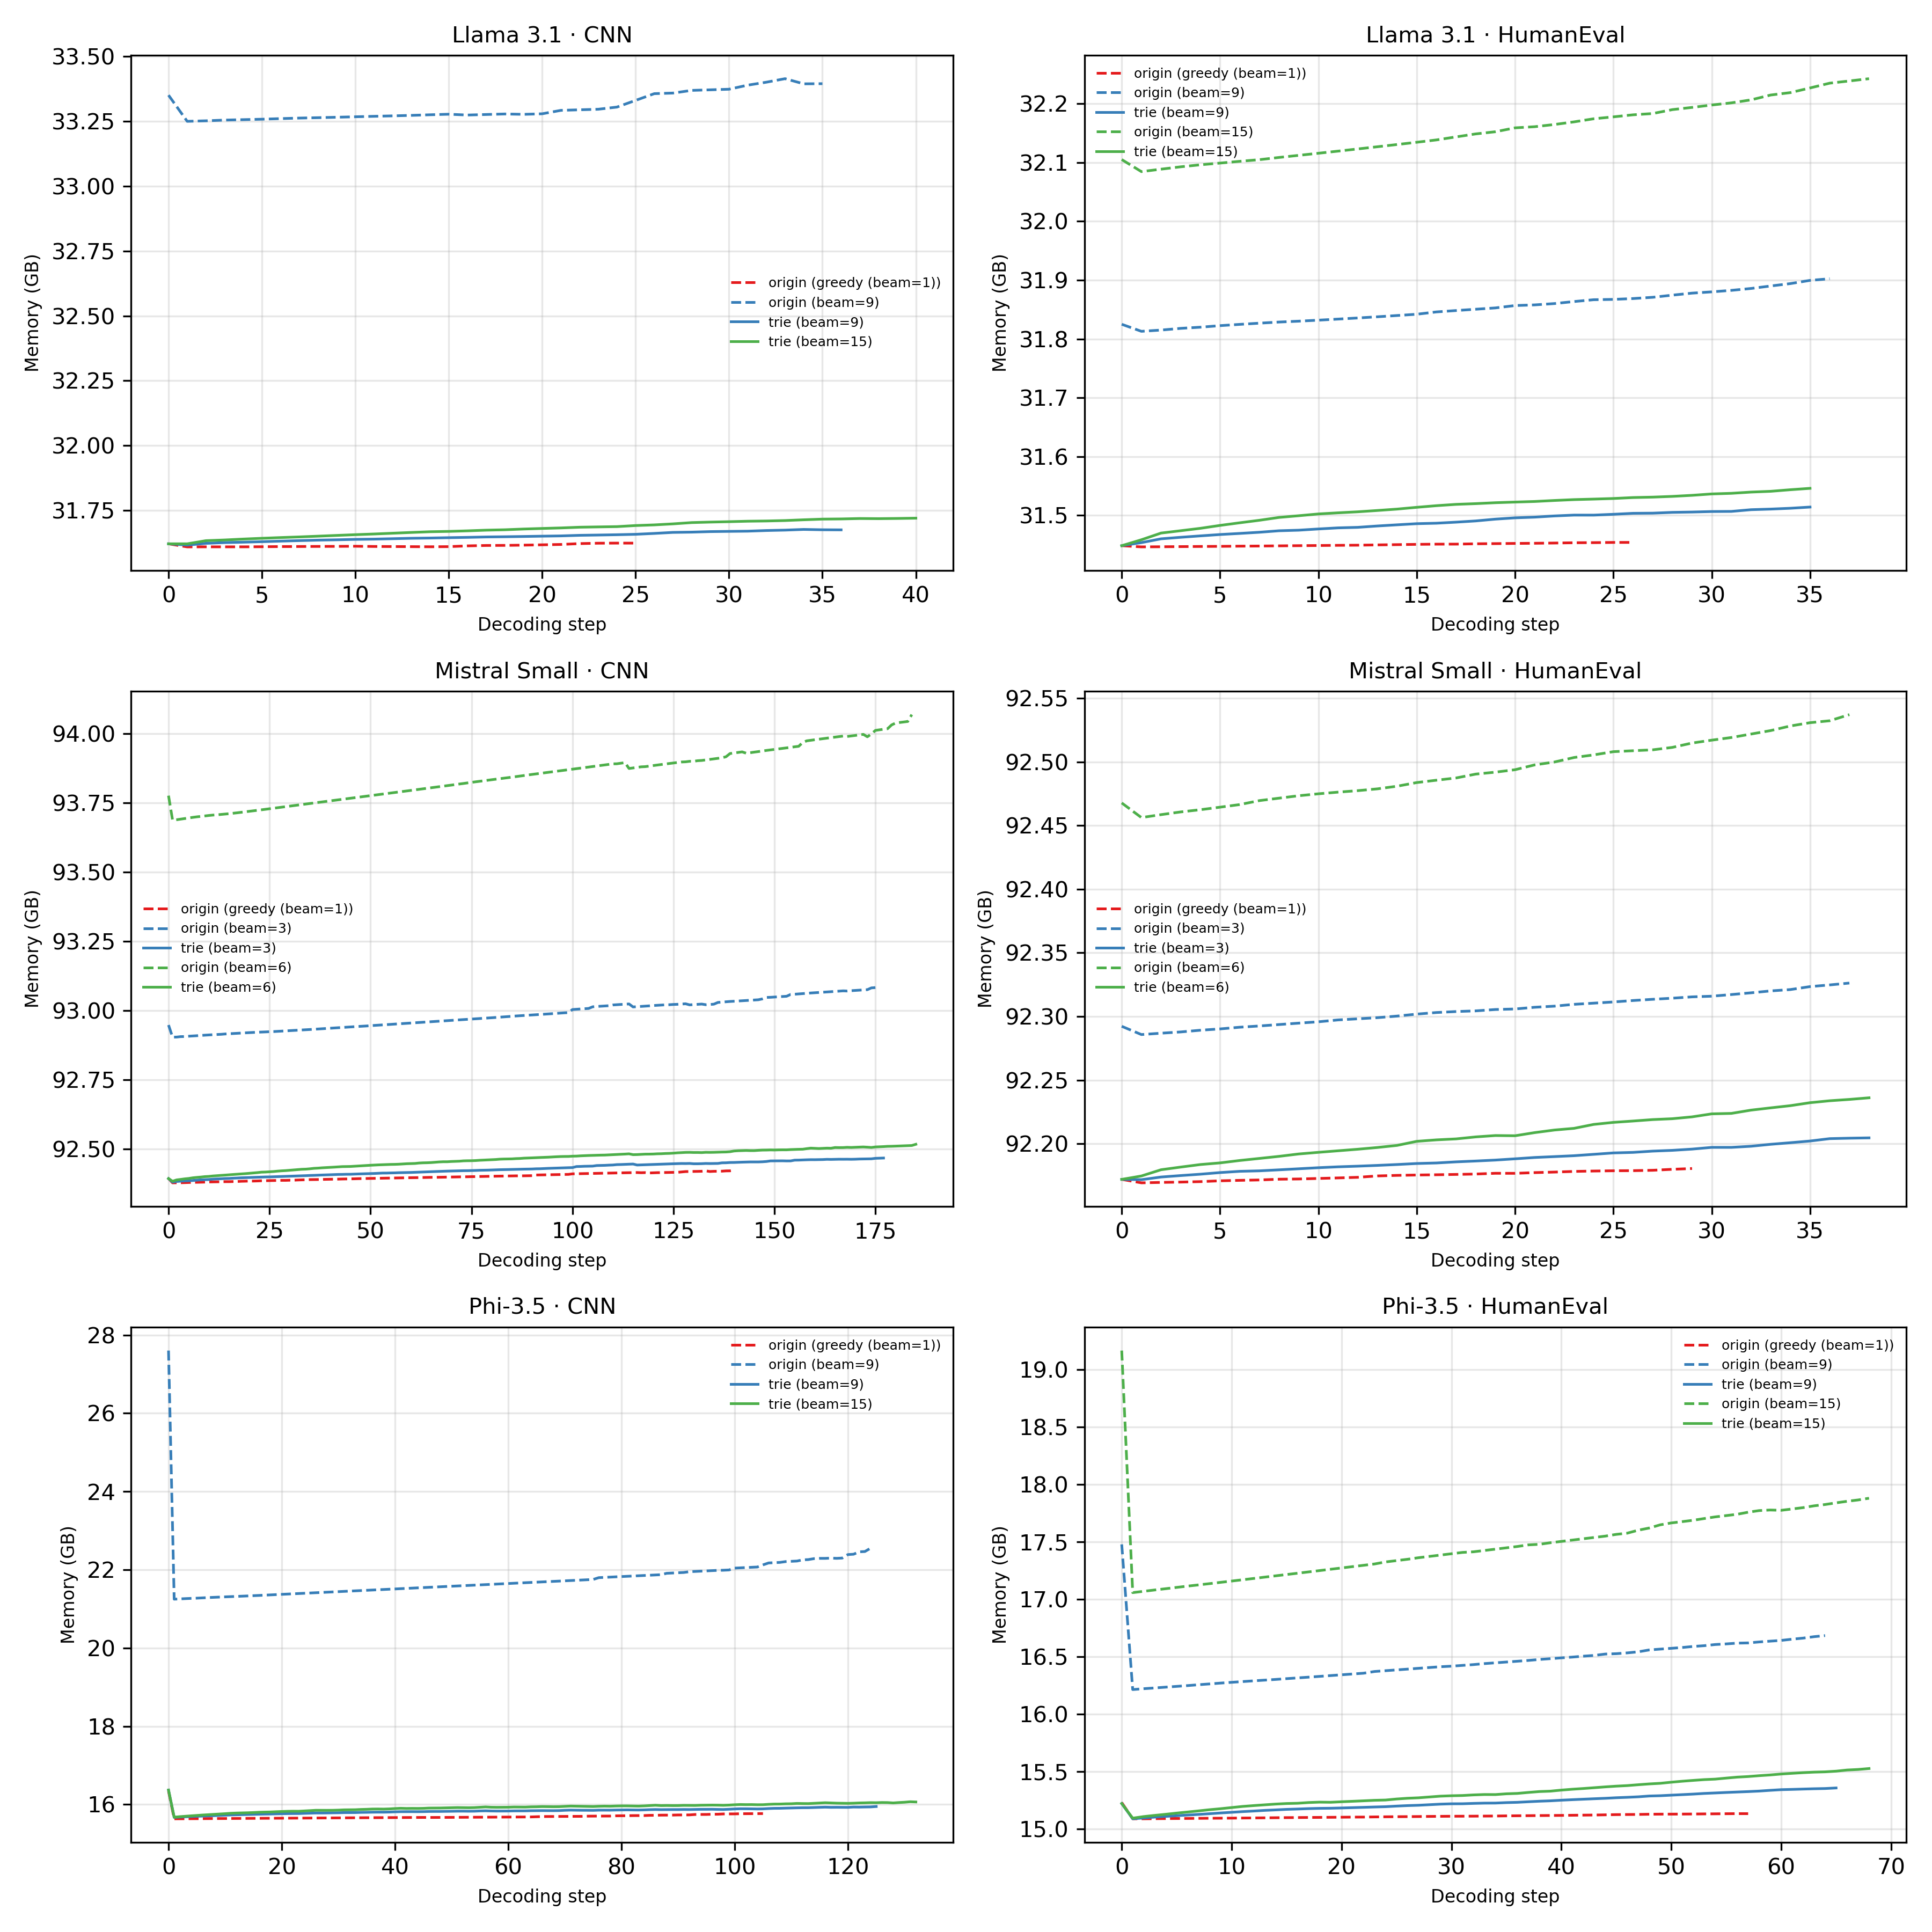 Llama 3.1 · CNN
33.50
33.25
33.00
32.75
32.50
32.25
32.00
31.75
Memory (GB)
origin (greedy (beam=1))
origin (beam=9)
trie (beam=9)
trie (beam=15)
0 5 10 15 20 25 30 35 40
Decoding step
Llama 3.1 · HumanEval
32.2
32.1
32.0
31.9
31.8
31.7
31.6
31.5
Memory (GB)
origin (greedy (beam=1))
origin (beam=9)
trie (beam=9)
origin (beam=15)
trie (beam=15)
0 5 10 15 20 25 30 35
Decoding step
Mistral Small · CNN
94.00
93.75
93.50
93.25
93.00
92.75
92.50
Memory (GB)
origin (greedy (beam=1))
origin (beam=3)
trie (beam=3)
origin (beam=6)
trie (beam=6)
0 25 50 75 100 125 150 175
Decoding step
Mistral Small · HumanEval
92.55
92.50
92.45
92.40
92.35
92.30
92.25
92.20
Memory (GB)
origin (greedy (beam=1))
origin (beam=3)
trie (beam=3)
origin (beam=6)
trie (beam=6)
0 5 10 15 20 25 30 35
Decoding step
Phi-3.5 · CNN
28
26
24
22
20
18
16
Memory (GB)
origin (greedy (beam=1))
origin (beam=9)
trie (beam=9)
trie (beam=15)
0 20 40 60 80 100 120
Decoding step
Phi-3.5 · HumanEval
19.0
18.5
18.0
17.5
17.0
16.5
16.0
15.5
15.0
Memory (GB)
origin (greedy (beam=1))
origin (beam=9)
trie (beam=9)
origin (beam=15)
trie (beam=15)
0 10 20 30 40 50 60 70
Decoding step